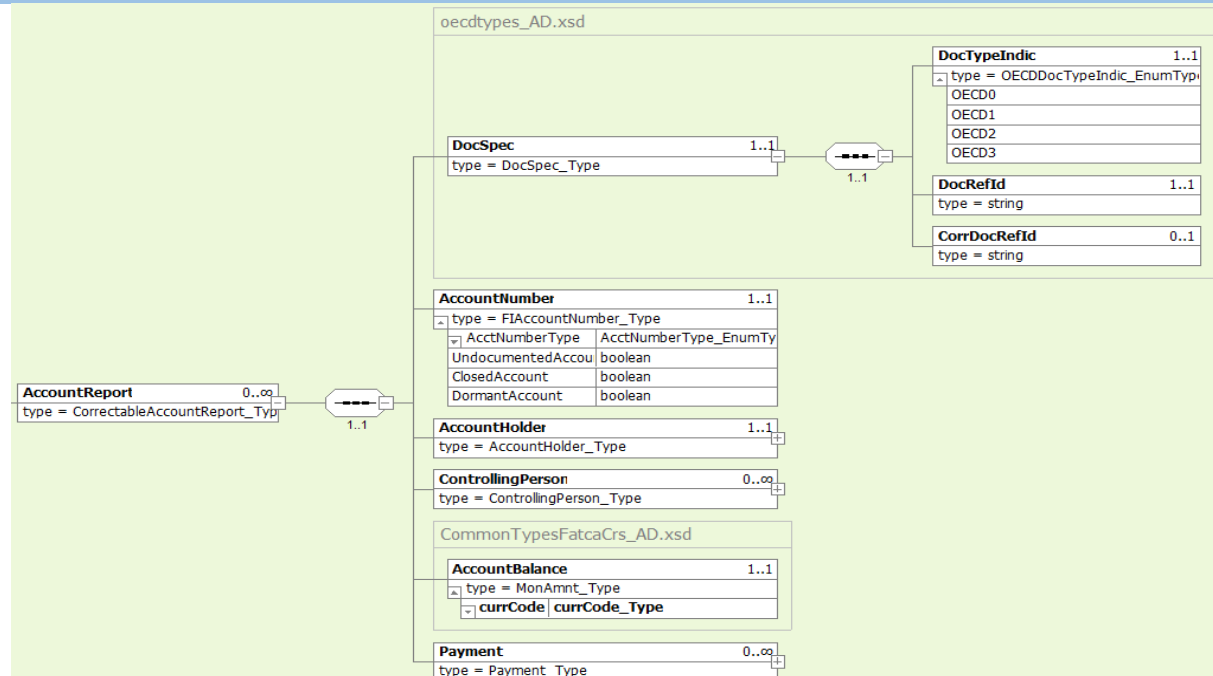 oecdtypes_AD.xsd
DocTypeIndic 1..1
type = OECDDocTypeIndic_EnumType
OECD0
OECD1
OECD2
OECD3
DocSpec 1..1
type = DocSpec_Type
1..1
DocRefId 1..1
type = string
CorrDocRefId 0..1
type = string
AccountNumber 1..1
type = FIAccountNumber_Type
AcctNumberType AcctNumberType_EnumTy
UndocumentedAccou boolean
ClosedAccount boolean
DormantAccount boolean
AccountReport 0..∞
type = CorrectableAccountReport_Typ
1..1
AccountHolder 1..1
type = AccountHolder_Type
ControllingPerson 0..∞
type = ControllingPerson_Type
CommonTypesFatcaCrs_AD.xsd
AccountBalance 1..1
type = MonAmnt_Type
currCode currCode_Type
Payment 0..∞
type = Payment_Type